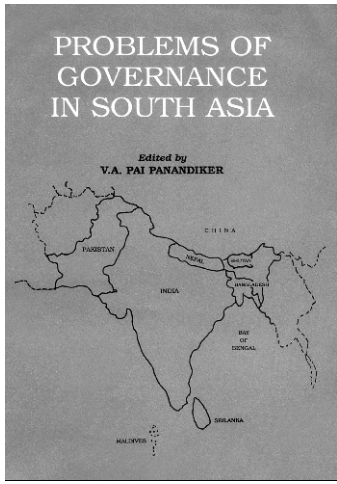 PROBLEMS OF
GOVERNANCE
IN SOUTH ASIA
Edited by
V.A. PAI PANANDIKER
CHINA
PAKISTAN
NEPAL
BHUTAN
BANGLADESH
INDIA
BAY
OF
BENGAL
SRILANKA
MALDIVES